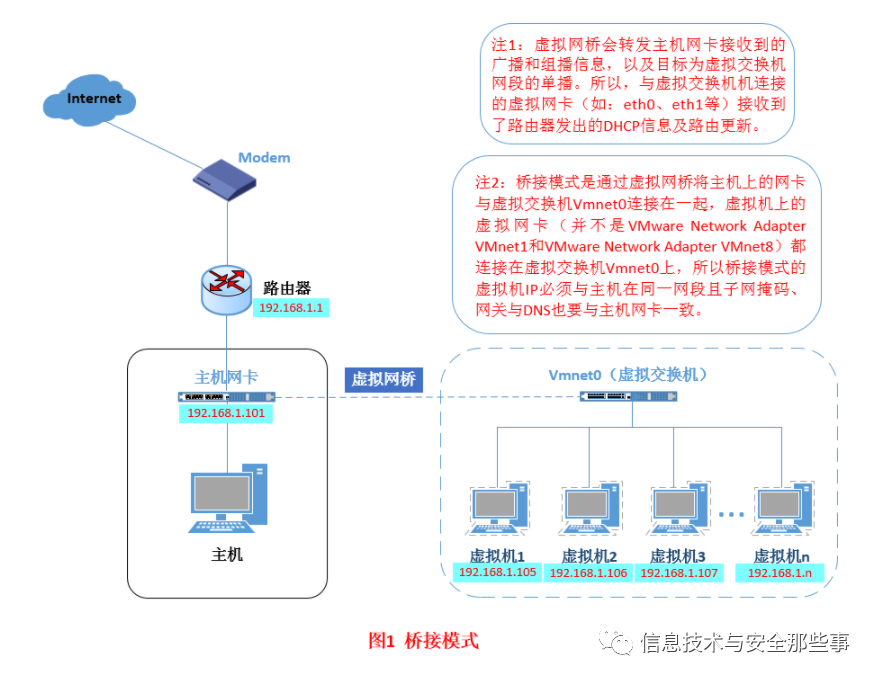 注1：虚拟网桥会转发主机网卡接收到的
广播和组播信息，以及目标为虚拟交换机
网段的单播。所以，与虚拟交换机机连接
的虚拟网卡（如：eth0、eth1等）接收到
了路由器发出的DHCP信息及路由更新。
Internet
Modem
注2：桥接模式是通过虚拟网桥将主机上的网卡
与虚拟交换机Vmnet0连接在一起，虚拟机上的
虚拟网卡（并不是VMware Network Adapter
VMnet1和VMware Network Adapter VMnet8）都
连接在虚拟交换机Vmnet0上，所以桥接模式的
虚拟机IP必须与主机在同一网段且子网掩码、
网关与DNS也要与主机网卡一致。
路由器
192.168.1.1
主机网卡
192.168.1.101
虚拟网桥
Vmnet0（虚拟交换机）
主机
虚拟机1
虚拟机2
虚拟机3
虚拟机n
192.168.1.105
192.168.1.106
192.168.1.107
192.168.1.n
图1 桥接模式
信息技术与安全那些事